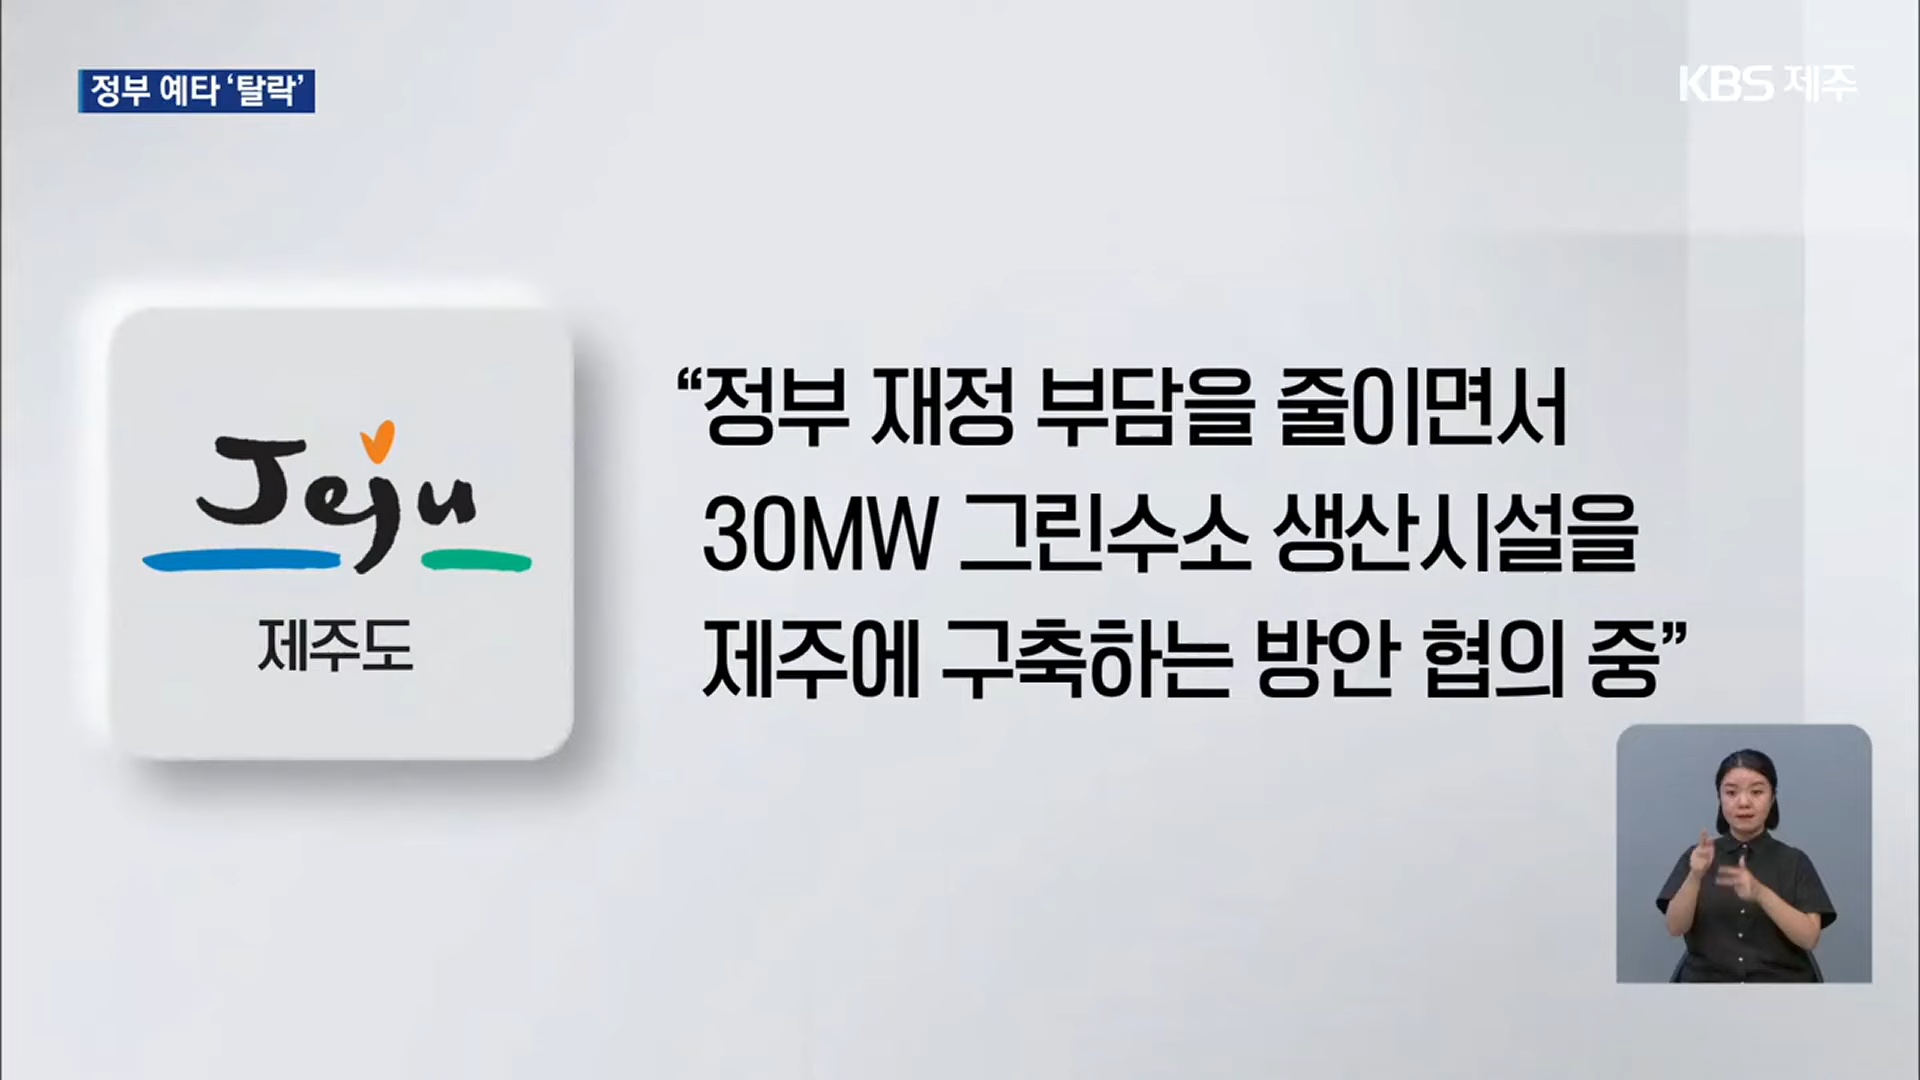 정부 예타 ‘탈락’
KBS 제주
Jeju
제주도
“정부 재정 부담을 줄이면서
30MW 그린수소 생산시설을
제주에 구축하는 방안 협의 중”